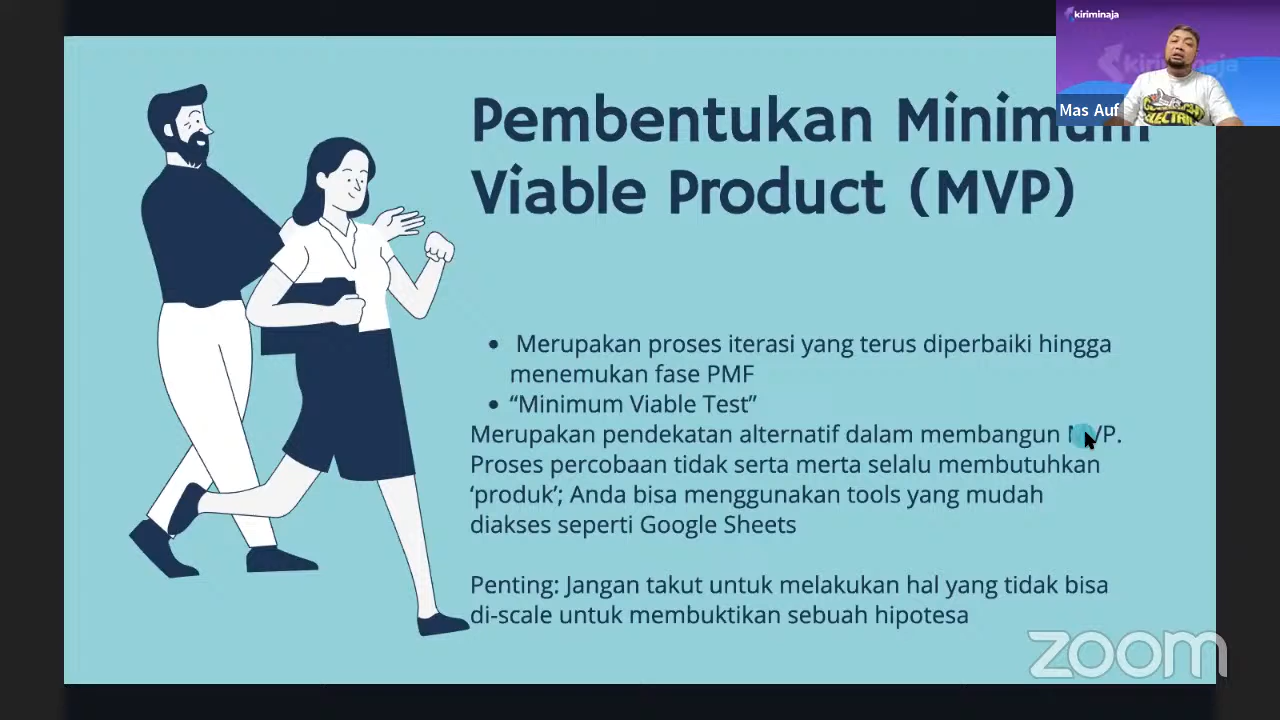 kiriminaja
kiriminaja
Mas Auf
Pembentukan Minimum
Viable Product (MVP)
• Merupakan proses iterasi yang terus diperbaiki hingga
menemukan fase PMF
• “Minimum Viable Test”
Merupakan pendekatan alternatif dalam membangun MVP.
Proses percobaan tidak serta merta selalu membutuhkan
‘produk’; Anda bisa menggunakan tools yang mudah
diakses seperti Google Sheets
Penting: Jangan takut untuk melakukan hal yang tidak bisa
di-scale untuk membuktikan sebuah hipotesa
zoom